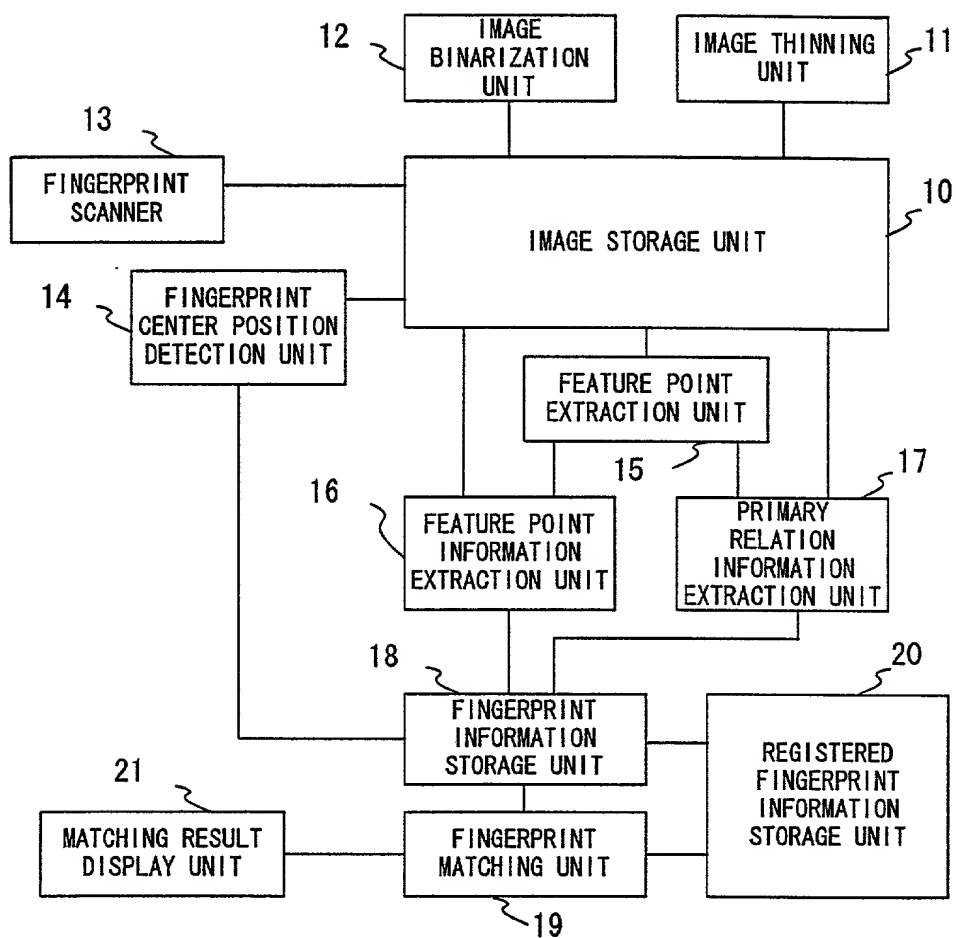 12
IMAGE
BINARIZATION
UNIT
IMAGE THINNING
UNIT
11
13
FINGERPRINT
SCANNER
IMAGE STORAGE UNIT
10
14
FINGERPRINT
CENTER POSITION
DETECTION UNIT
FEATURE POINT
EXTRACTION UNIT
15
16
FEATURE POINT
INFORMATION
EXTRACTION UNIT
17
PRIMARY
RELATION
INFORMATION
EXTRACTION UNIT
18
FINGERPRINT
INFORMATION
STORAGE UNIT
20
REGISTERED
FINGERPRINT
INFORMATION
STORAGE UNIT
21
MATCHING RESULT
DISPLAY UNIT
FINGERPRINT
MATCHING UNIT
19